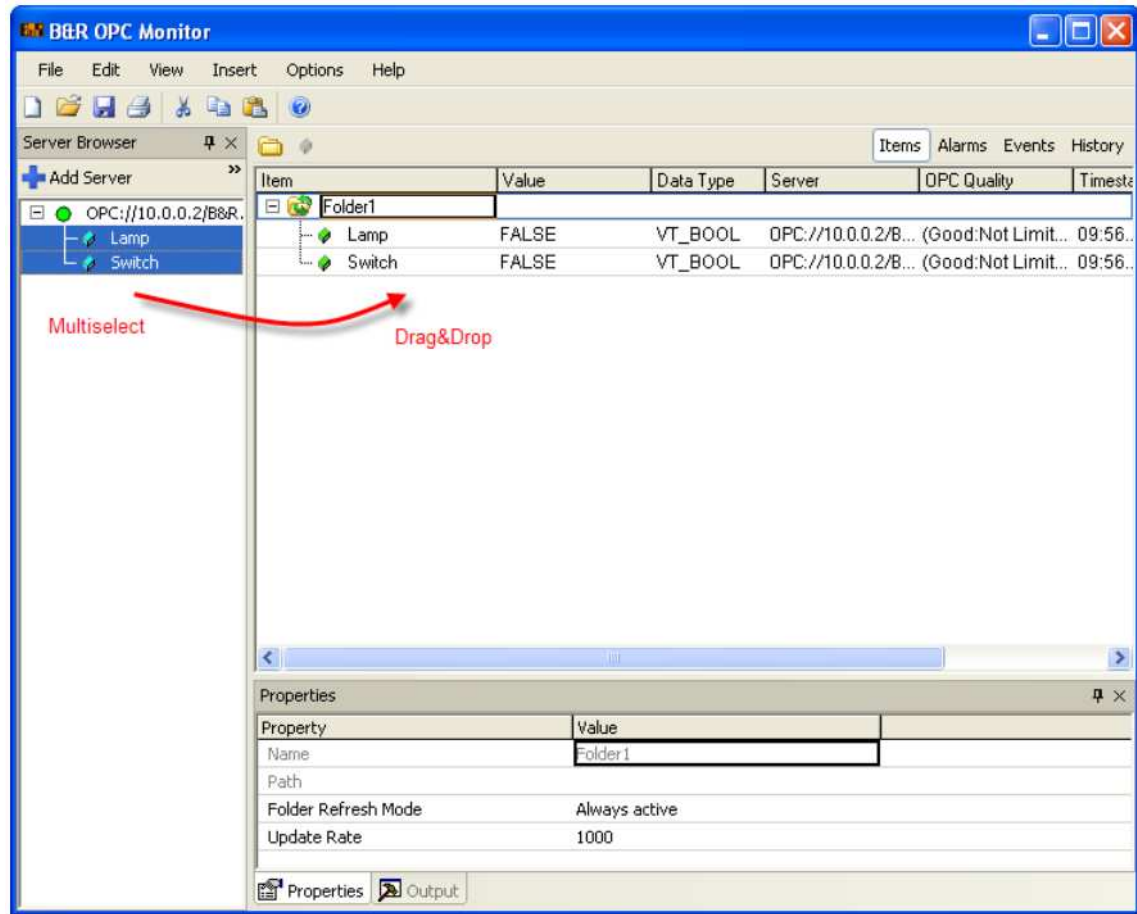 B&R OPC Monitor
File Edit View Insert Options Help
Server Browser
Items Alarms Events History
Add Server »
Item Value Data Type Server OPC Quality Timesta
OPC://10.0.0.2/B&R.
Folder1
Lamp
Lamp FALSE VT_BOOL OPC://10.0.0.2/B... (Good:Not Limit... 09:56..
Switch
Switch FALSE VT_BOOL OPC://10.0.0.2/B... (Good:Not Limit... 09:56..
Multiselect
Drag&Drop
Properties
Property Value
Name Folder1
Path
Folder Refresh Mode Always active
Update Rate 1000
Properties Output